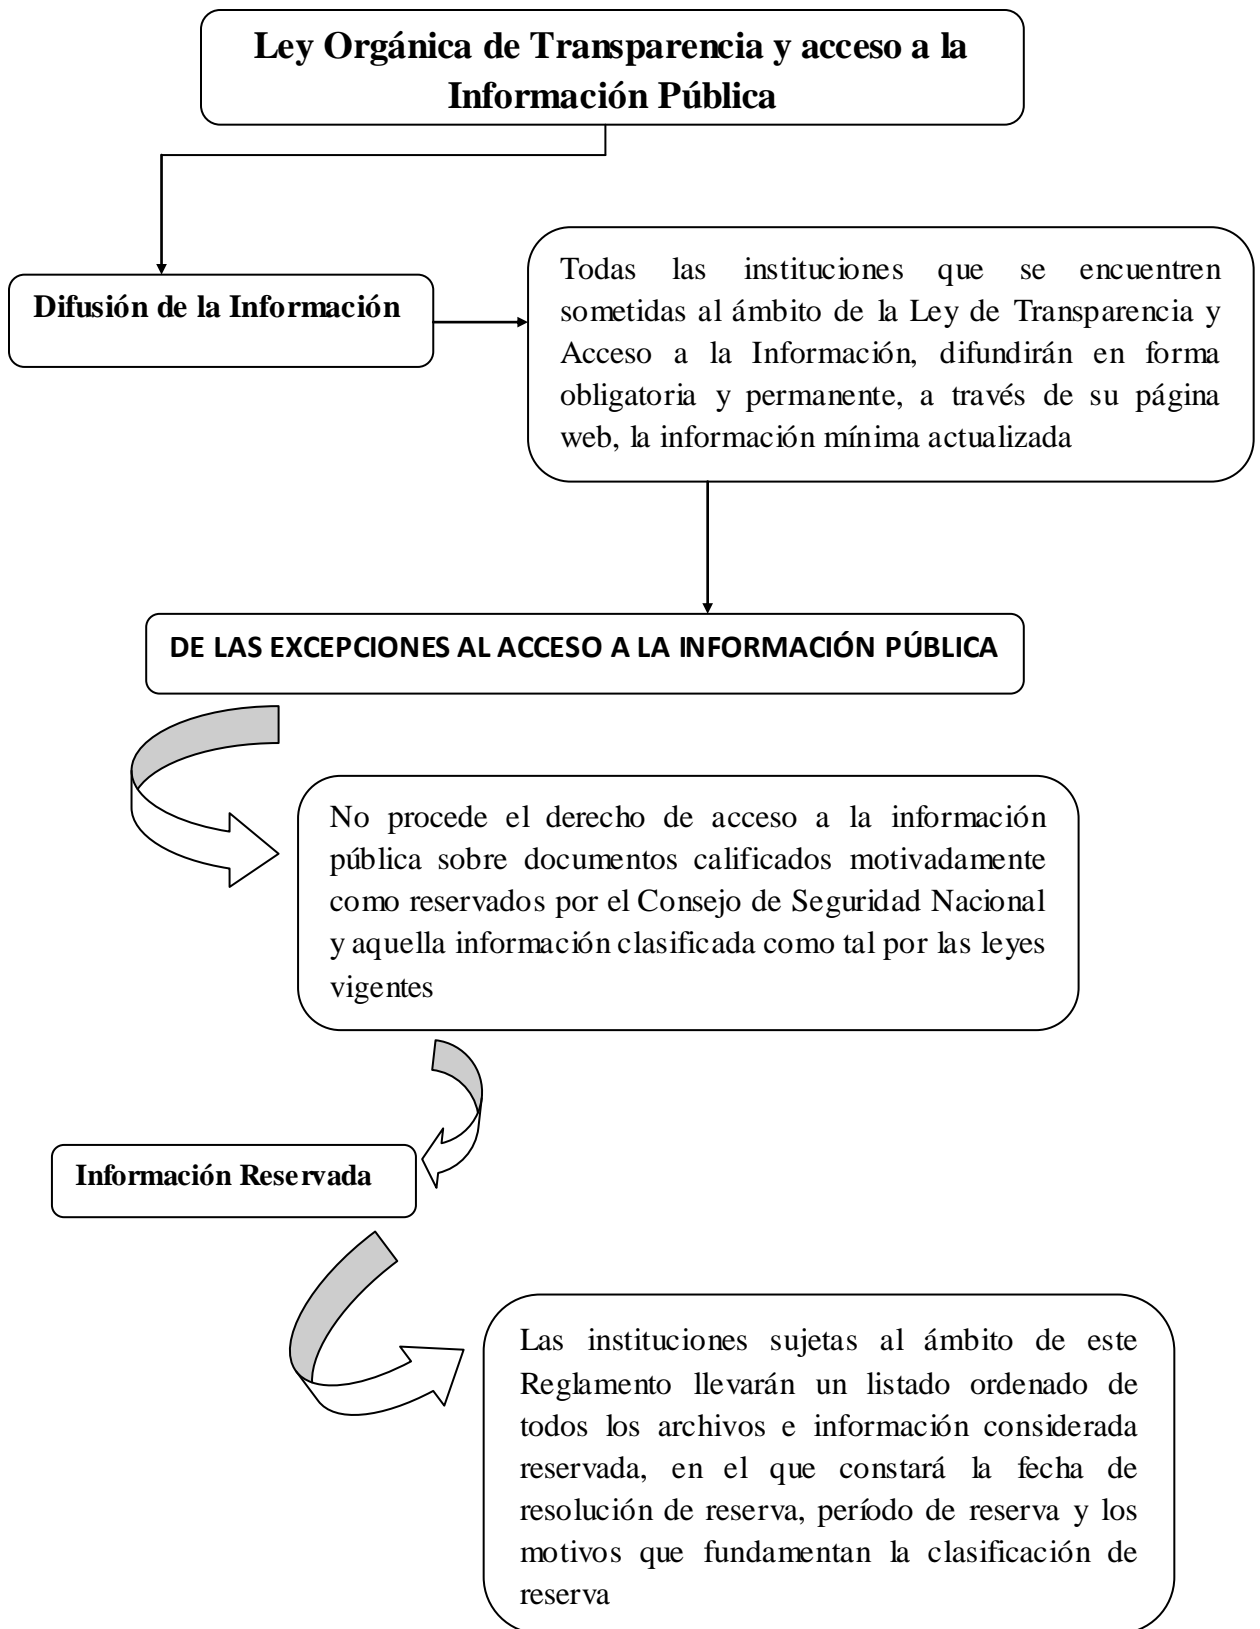 Ley Orgánica de Transparencia y acceso a la
Información Pública
Difusión de la Información
Todas las instituciones que se encuentren
sometidas al ámbito de la Ley de Transparencia y
Acceso a la Información, difundirán en forma
obligatoria y permanente, a través de su página
web, la información mínima actualizada
DE LAS EXCEPCIONES AL ACCESO A LA INFORMACIÓN PÚBLICA
No procede el derecho de acceso a la información
pública sobre documentos calificados motivadamente
como reservados por el Consejo de Seguridad Nacional
y aquella información clasificada como tal por las leyes
vigentes
Información Reservada
Las instituciones sujetas al ámbito de este
Reglamento llevarán un listado ordenado de
todos los archivos e información considerada
reservada, en el que constará la fecha de
resolución de reserva, período de reserva y los
motivos que fundamentan la clasificación de
reserva